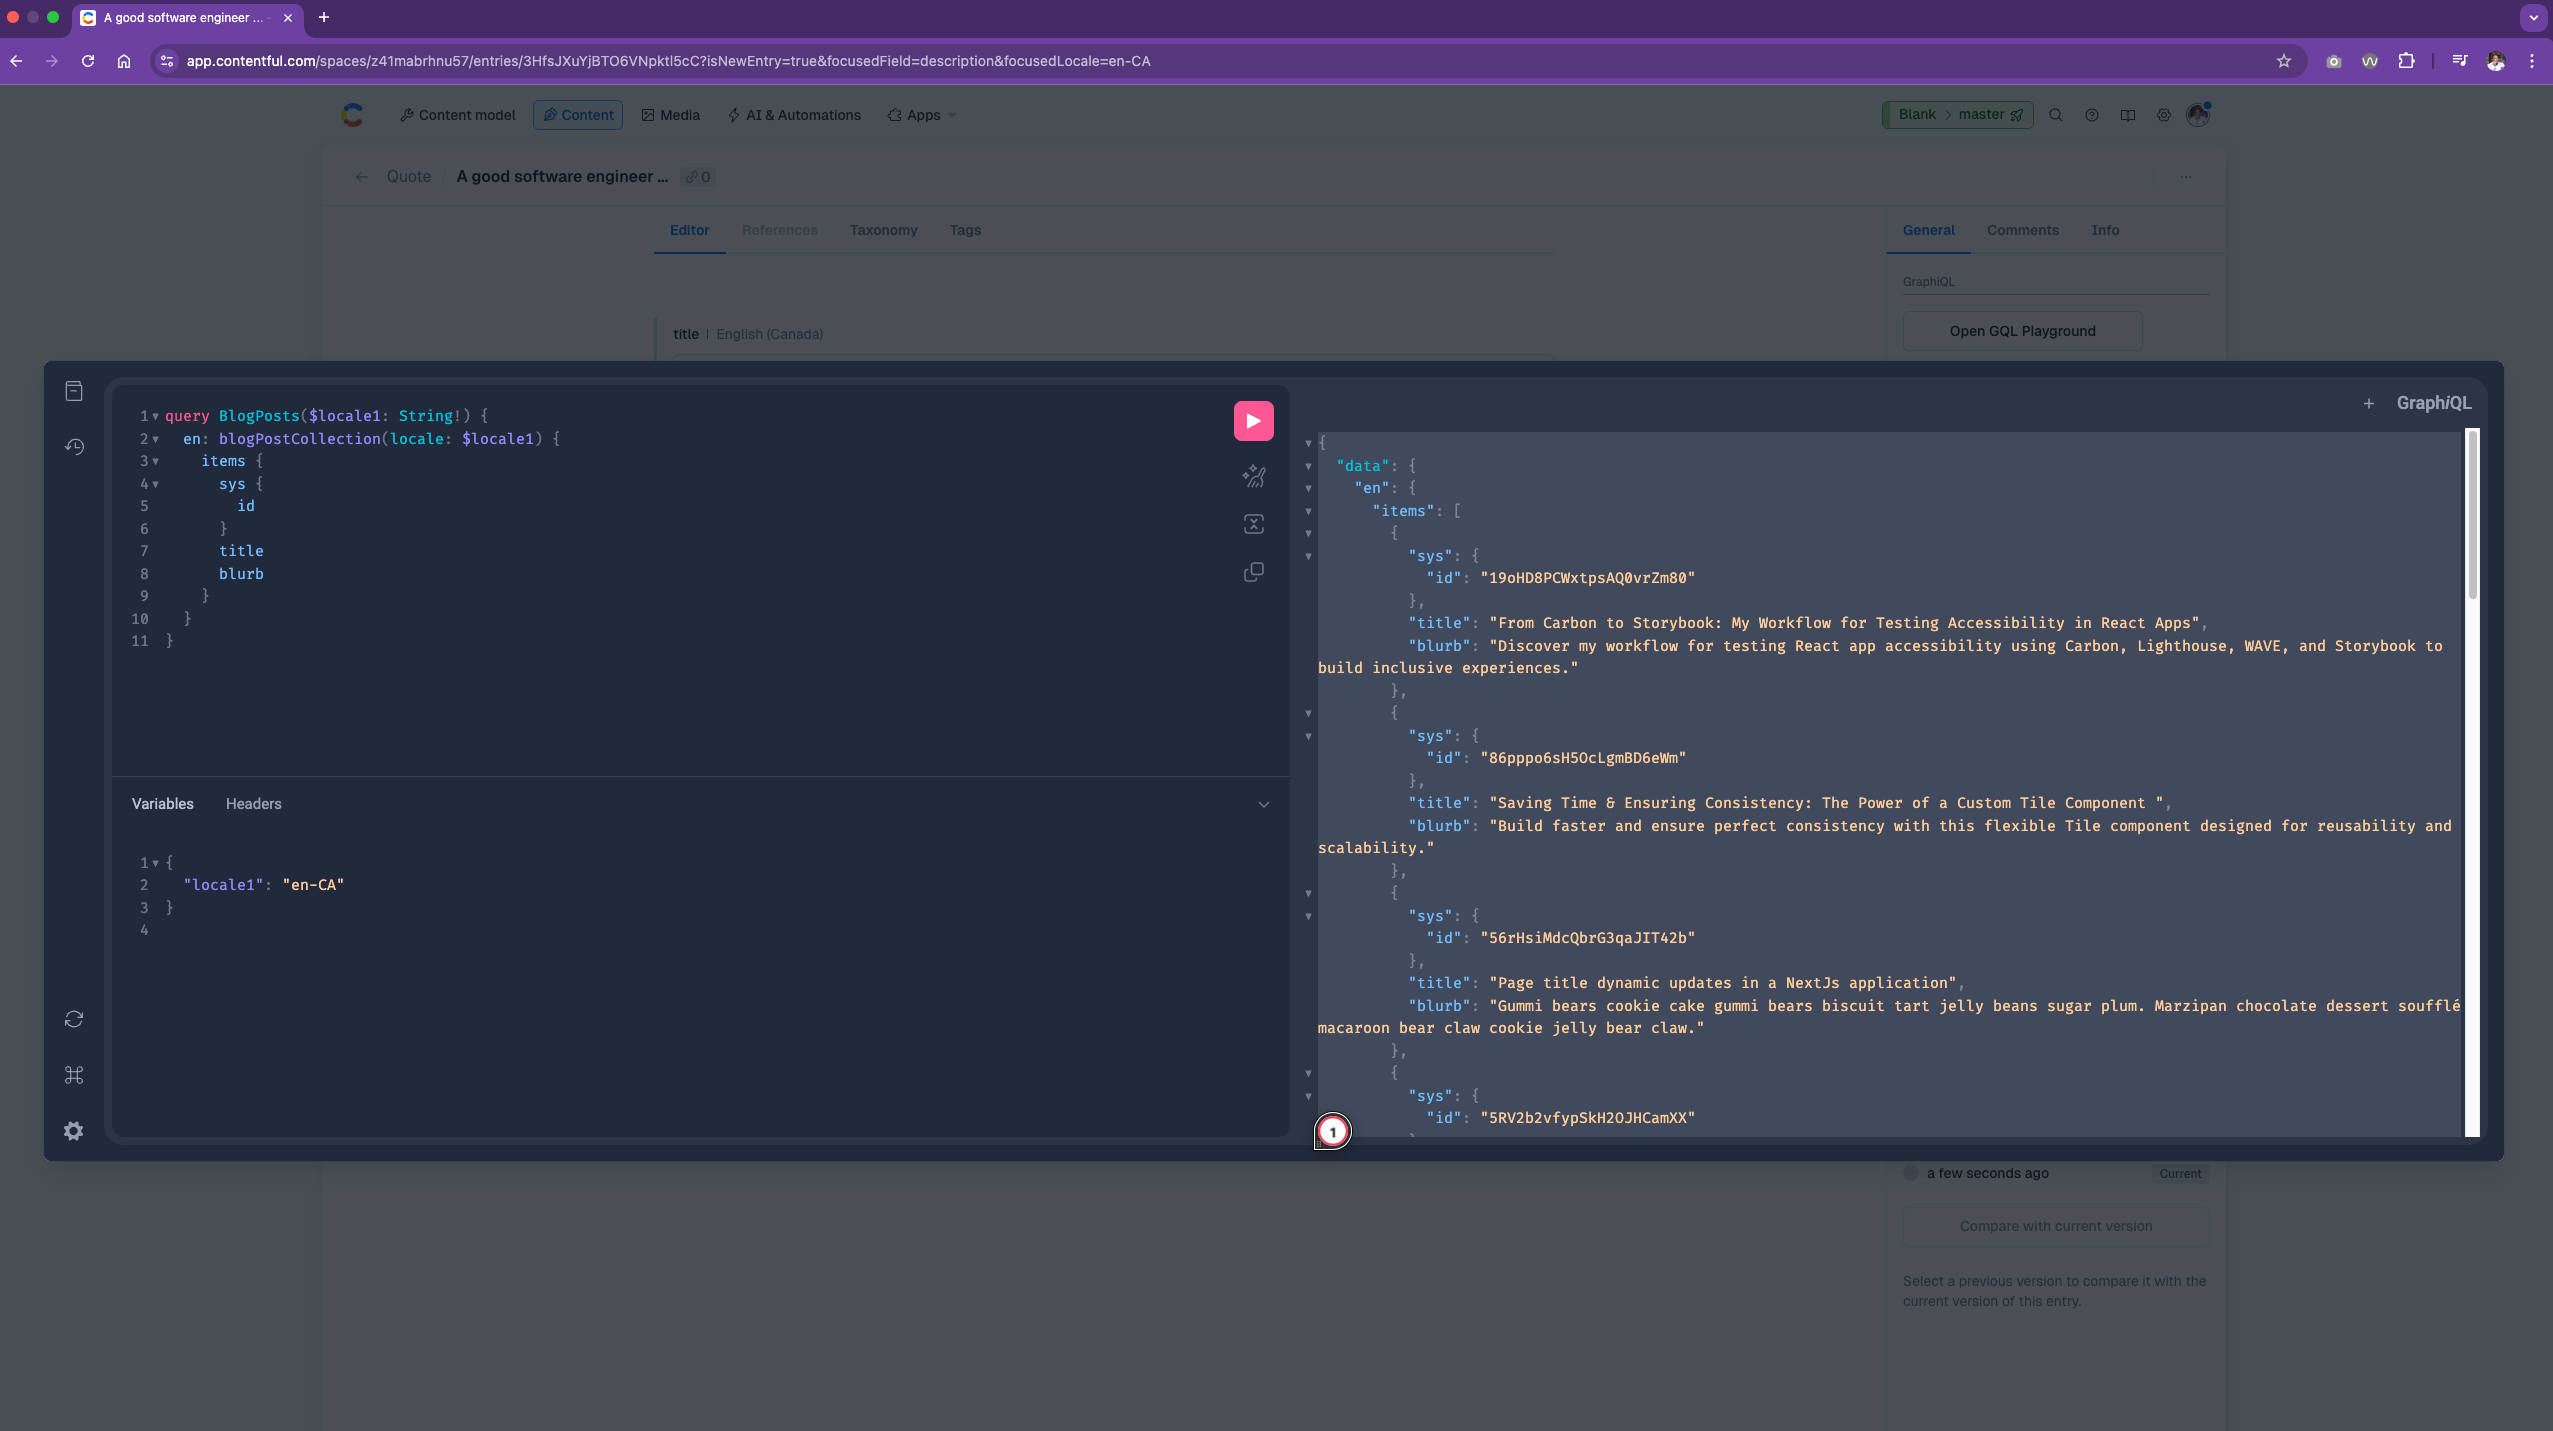 A good software engineer ...
app.contentful.com/spaces/z41mabrhnu57/entries/3HfsJXuYjBTO6VNpktl5cC?isNewEntry=true&focusedField=description&focusedLocale=en-CA
Content model
Content
Media
AI & Automations
Apps
Blank > master
Quote / A good software engineer ... 0
...
Editor
References
Taxonomy
Tags
General
Comments
Info
GraphiQL
Open GQL Playground
title | English (Canada)
1 query BlogPosts($locale1: String!) {
2 en: blogPostCollection(locale: $locale1) {
3 items {
4 sys {
5 id
6 }
7 title
8 blurb
9 }
10 }
11 }
Variables
Headers
1 {
2 "locale1": "en-CA"
3 }
4
+ GraphiQL
{
"data": {
"en": {
"items": [
{
"sys": {
"id": "19oHD8PCWxtpsAQ0vrZm80"
},
"title": "From Carbon to Storybook: My Workflow for Testing Accessibility in React Apps",
"blurb": "Discover my workflow for testing React app accessibility using Carbon, Lighthouse, WAVE, and Storybook to
build inclusive experiences."
},
{
"sys": {
"id": "86pppo6sH5OcLgmBD6eWm"
},
"title": "Saving Time & Ensuring Consistency: The Power of a Custom Tile Component ",
"blurb": "Build faster and ensure perfect consistency with this flexible Tile component designed for reusability and
scalability."
},
{
"sys": {
"id": "56rHsiMdcQbrG3qaJIT42b"
},
"title": "Page title dynamic updates in a NextJs application",
"blurb": "Gummi bears cookie cake gummi bears biscuit tart jelly beans sugar plum. Marzipan chocolate dessert soufflé
macaroon bear claw cookie jelly bear claw."
},
{
"sys": {
"id": "5RV2b2vfypSkH2OJHCamXX"
1
a few seconds ago
Current
Compare with current version
Select a previous version to compare it with the
current version of this entry.